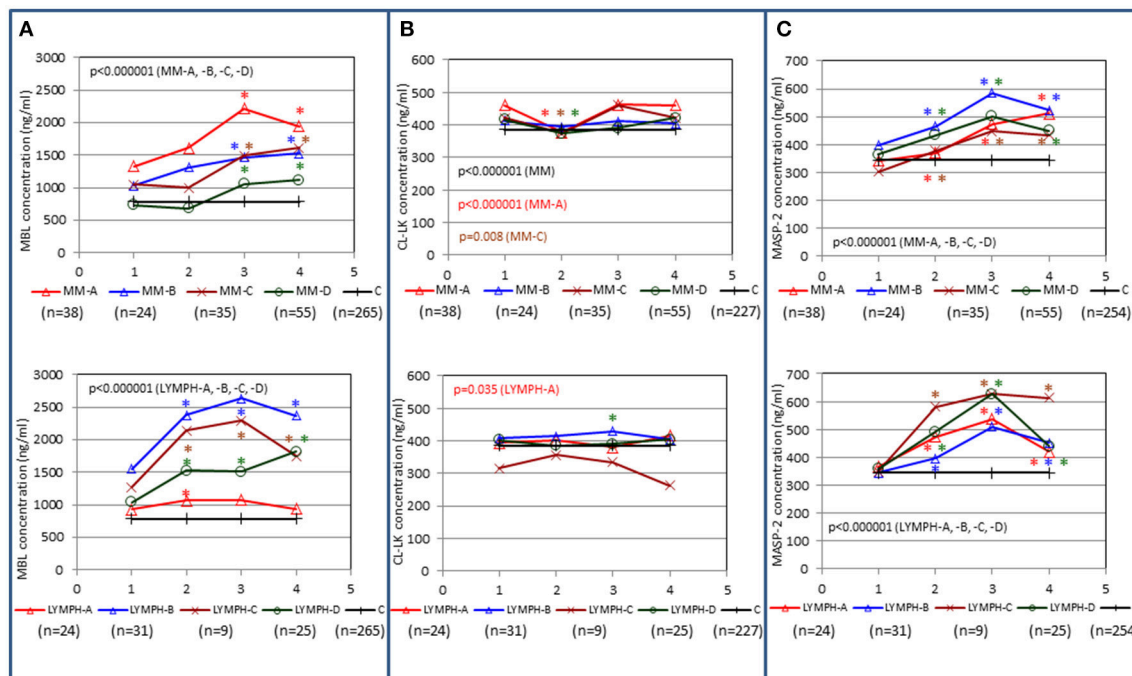 A
MBL concentration (ng/ml)
3000
2500
2000
1500
1000
500
0
p<0.000001 (MM-A, -B, -C, -D)
* *
* * * *
* *
0 1 2 3 4 5
MM-A MM-B MM-C MM-D C
(n=38) (n=24) (n=35) (n=55) (n=265)
MBL concentration (ng/ml)
3000
2500
2000
1500
1000
500
0
p<0.000001 (LYMPH-A, -B, -C, -D)
* * *
* * * *
* *
*
0 1 2 3 4 5
LYMPH-A LYMPH-B LYMPH-C LYMPH-D C
(n=24) (n=31) (n=9) (n=25) (n=265)
B
CL-LK concentration (ng/ml)
600
500
400
300
200
100
0
* * *
p<0.000001 (MM)
p<0.000001 (MM-A)
p=0.008 (MM-C)
0 1 2 3 4 5
MM-A MM-B MM-C MM-D C
(n=38) (n=24) (n=35) (n=55) (n=227)
CL-LK concentration (ng/ml)
600
500
400
300
200
100
0
p=0.035 (LYMPH-A)
*
0 1 2 3 4 5
LYMPH-A LYMPH-B LYMPH-C LYMPH-D C
(n=24) (n=31) (n=9) (n=25) (n=227)
C
MASP-2 concentration (ng/ml)
700
600
500
400
300
200
100
0
* *
* * * *
* * * *
* *
p<0.000001 (MM-A, -B, -C, -D)
0 1 2 3 4 5
MM-A MM-B MM-C MM-D C
(n=38) (n=24) (n=35) (n=55) (n=254)
MASP-2 concentration (ng/ml)
700
600
500
400
300
200
100
0
* * * *
* *
* *
* * * *
p<0.000001 (LYMPH-A, -B, -C, -D)
0 1 2 3 4 5
LYMPH-A LYMPH-B LYMPH-C LYMPH-D C
(n=24) (n=31) (n=9) (n=25) (n=254